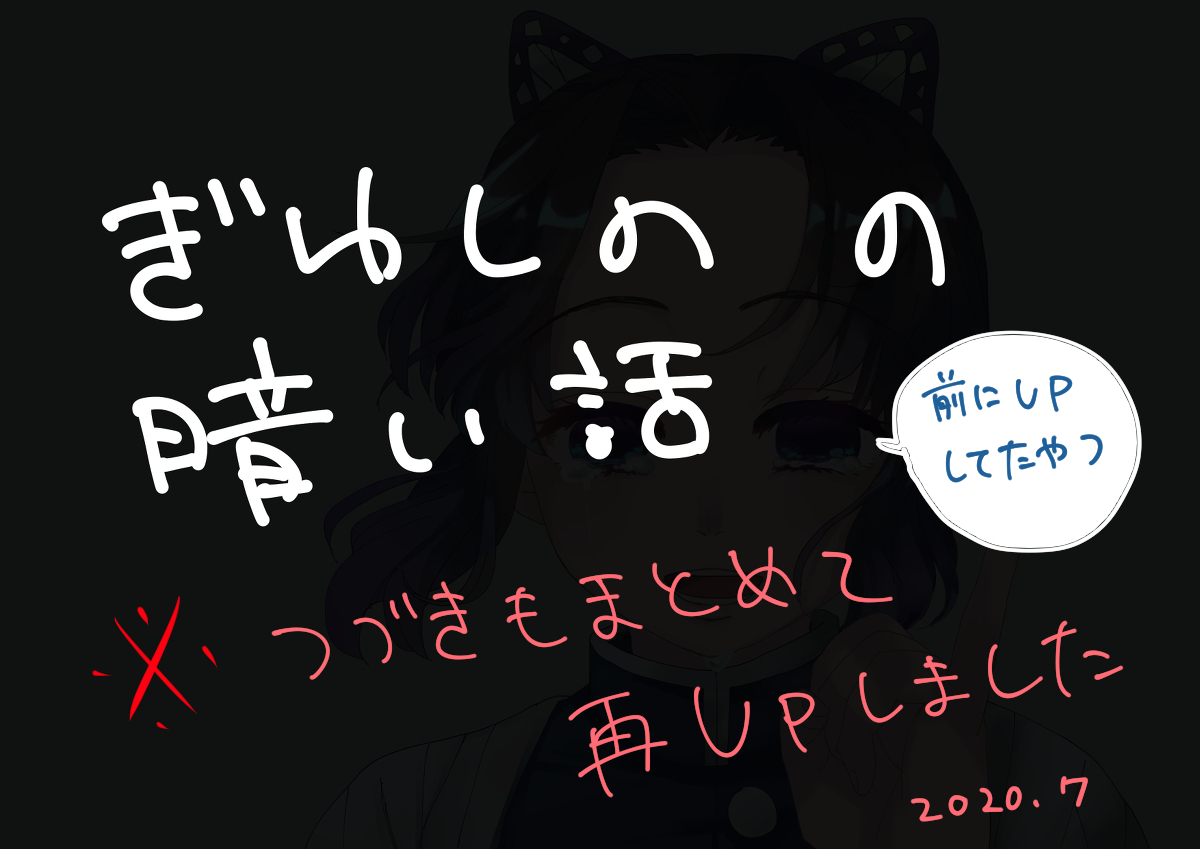 ぎゆしの の
暗い話
前にUP
してたやつ
※ つづきもまとめて
再UPしました
2020.7